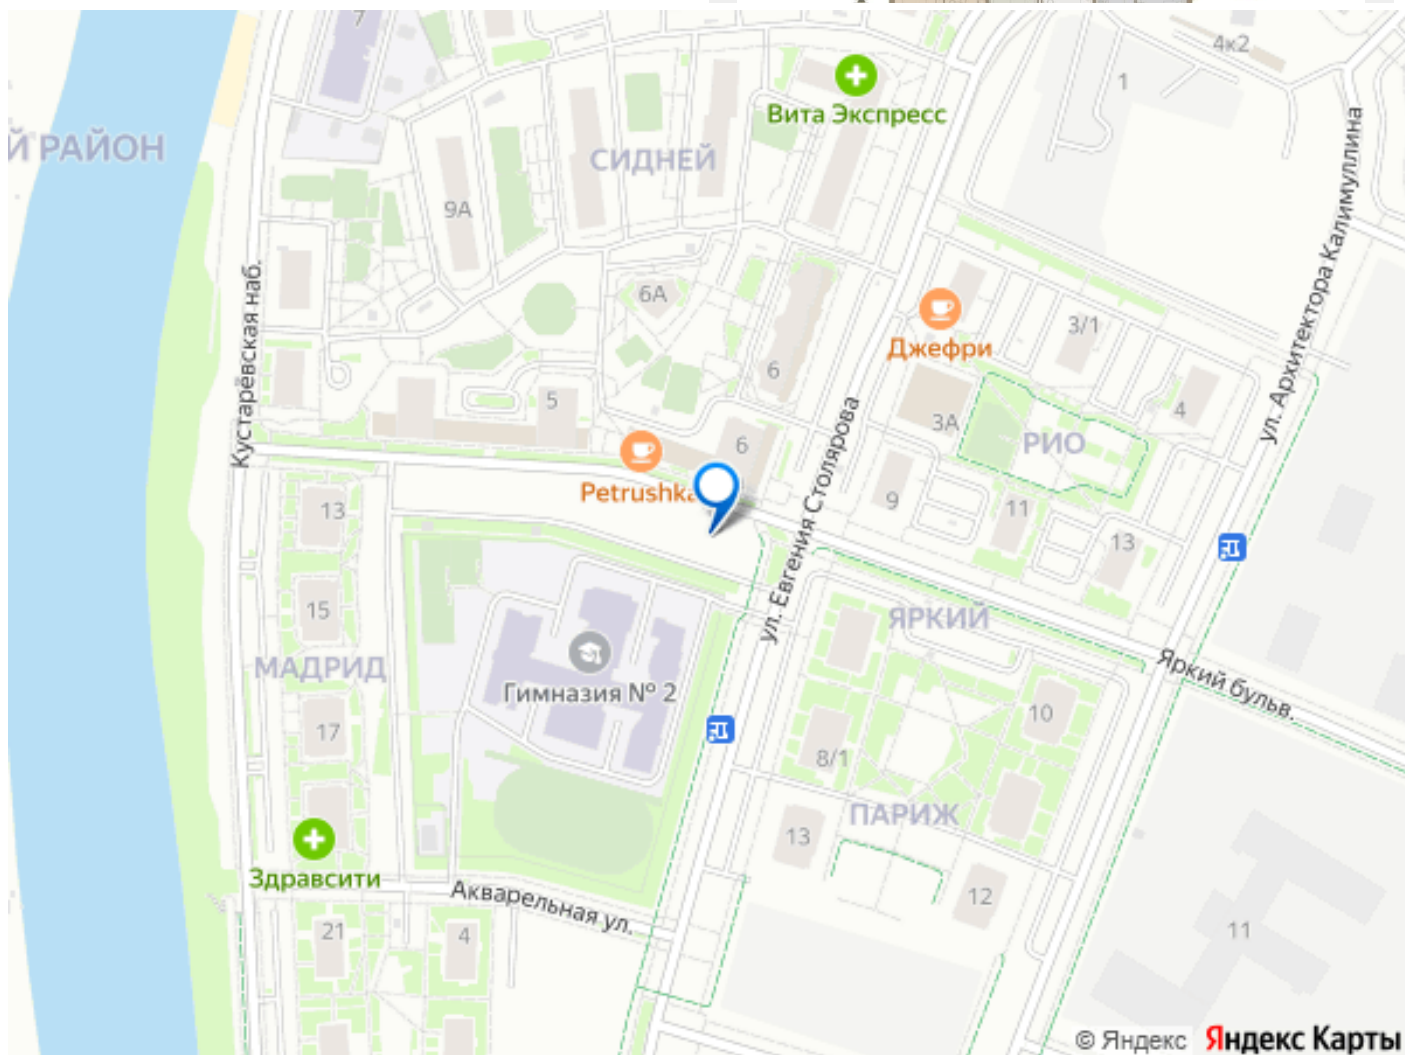 7
4к2
1
Вита Экспресс
Й РАЙОН
СИДНЕЙ
9А
ул. Архитектора Калимуллина
Кустарёвская наб.
6А
Джефри
3/1
6
5
3А
4
РИО
6
Petrushka
ул. Евгения Столярова
9
11
13
13
15
ЯРКИЙ
МАДРИД
Гимназия № 2
Яркий бульв.
17
10
8/1
ПАРИЖ
13
Здравсити
Акварельная ул.
12
21
4
11
© Яндекс Яндекс Карты